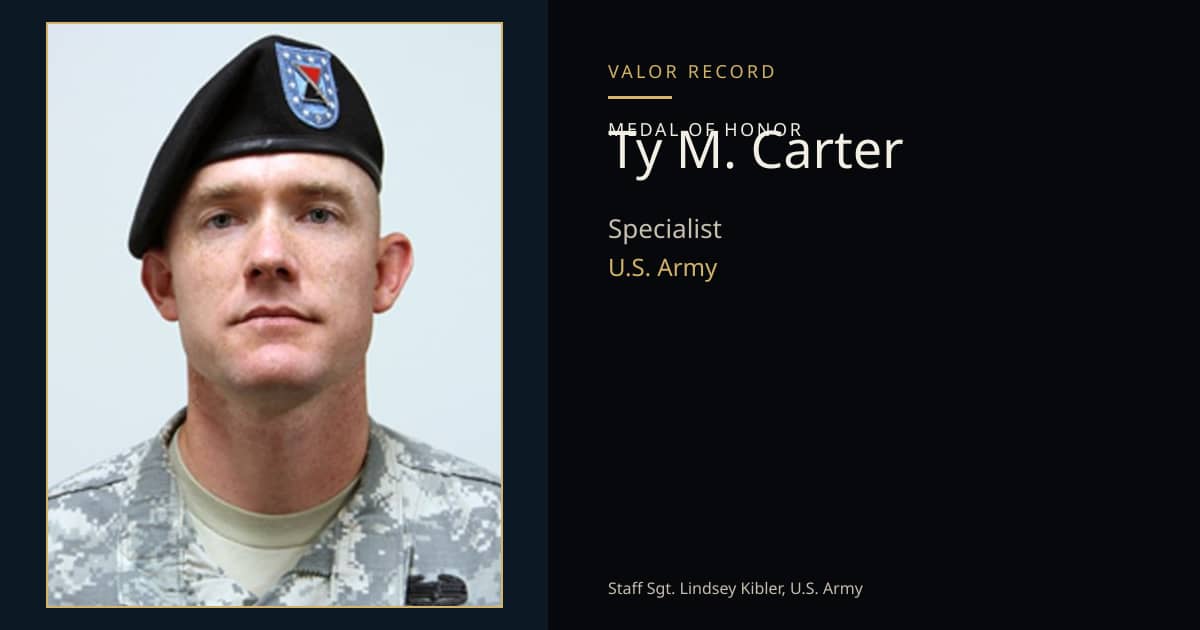 VALOR RECORD
MEDAL OF HONOR
Ty M. Carter
Specialist
U.S. Army
Staff Sgt. Lindsey Kibler, U.S. Army